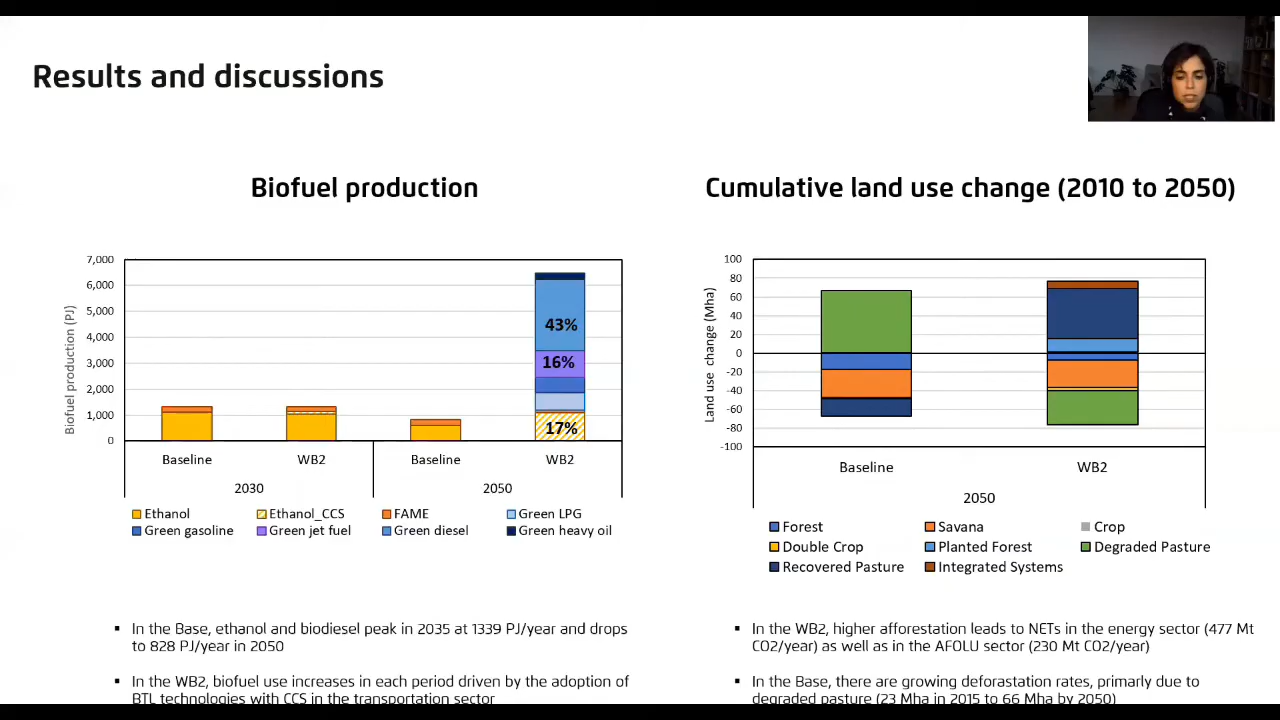 Results and discussions
Biofuel production
Cumulative land use change (2010 to 2050)
Biofuel production (PJ)
7,000
6,000
5,000
4,000
3,000
2,000
1,000
0
43%
16%
17%
Baseline
WB2
Baseline
WB2
2030
2050
Ethanol
Ethanol_CCS
FAME
Green LPG
Green gasoline
Green jet fuel
Green diesel
Green heavy oil
Land use change (Mha)
100
80
60
40
20
0
-20
-40
-60
-80
-100
Baseline
WB2
2050
Forest
Savana
Crop
Double Crop
Planted Forest
Degraded Pasture
Recovered Pasture
Integrated Systems
▪ In the Base, ethanol and biodiesel peak in 2035 at 1339 PJ/year and drops
to 828 PJ/year in 2050
▪ In the WB2, biofuel use increases in each period driven by the adoption of
BTL technologies with CCS in the transportation sector
▪ In the WB2, higher afforestation leads to NETs in the energy sector (477 Mt
CO2/year) as well as in the AFOLU sector (230 Mt CO2/year)
▪ In the Base, there are growing deforastation rates, primarily due to
degraded pasture (23 Mha in 2015 to 66 Mha by 2050)